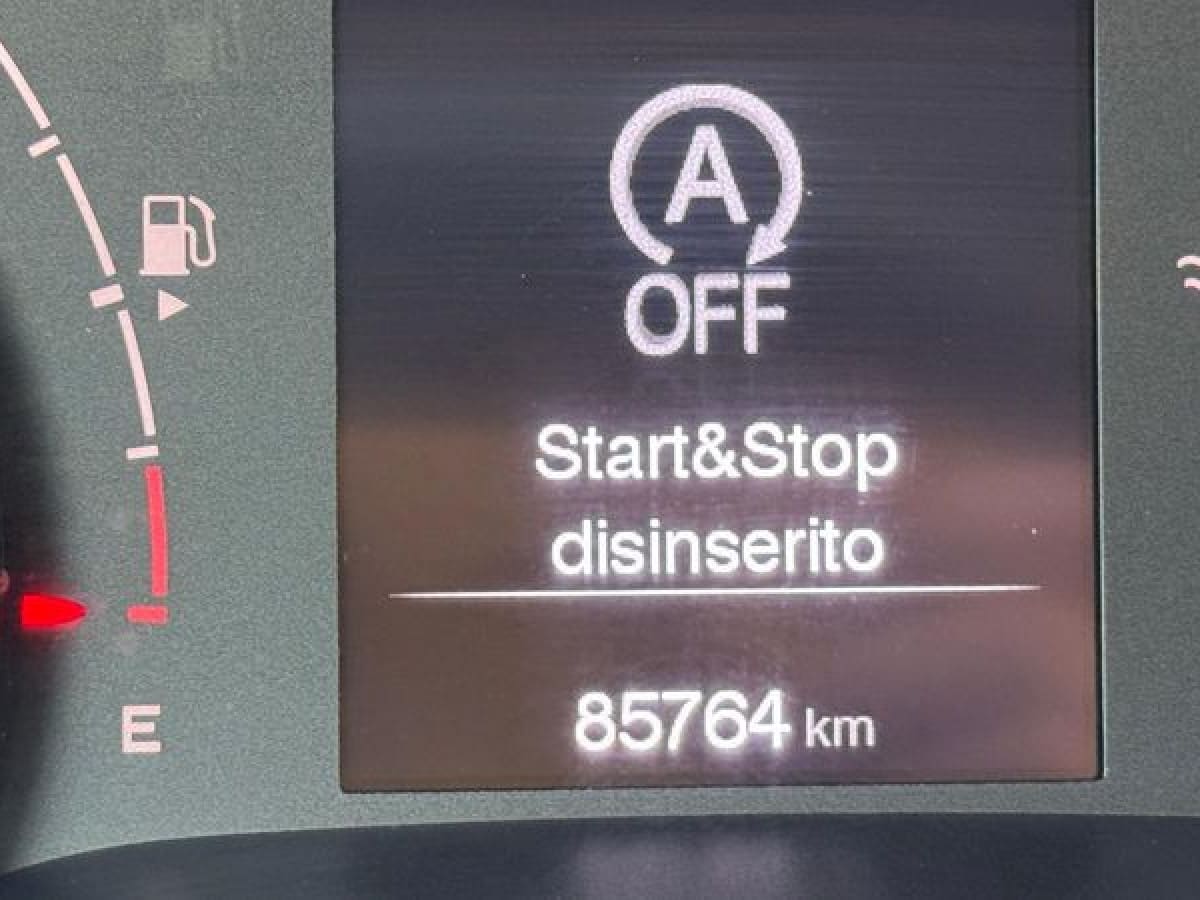 A
OFF
Start&Stop
disinserito
85764 km
E